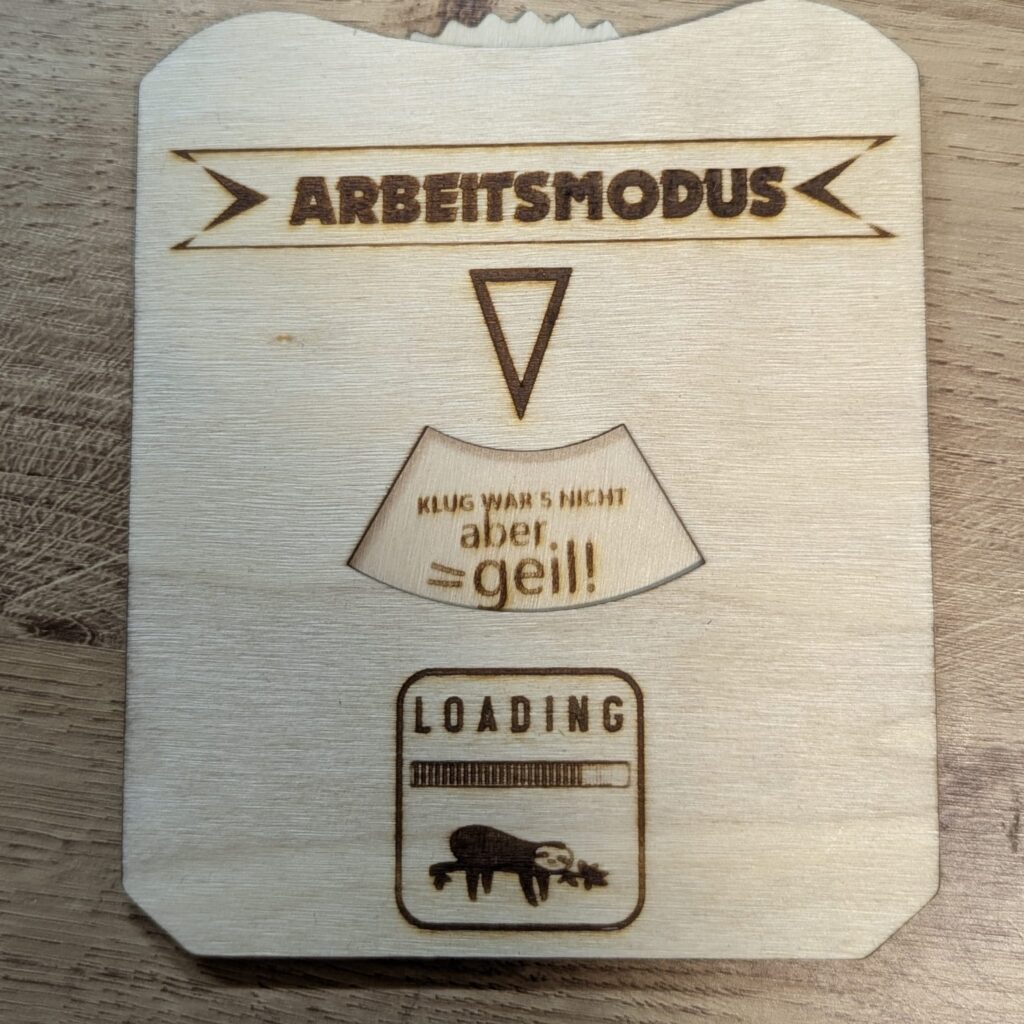 ARBEITSMODUS
KLUG WAR S NICHT
aber
geil!
LOADING